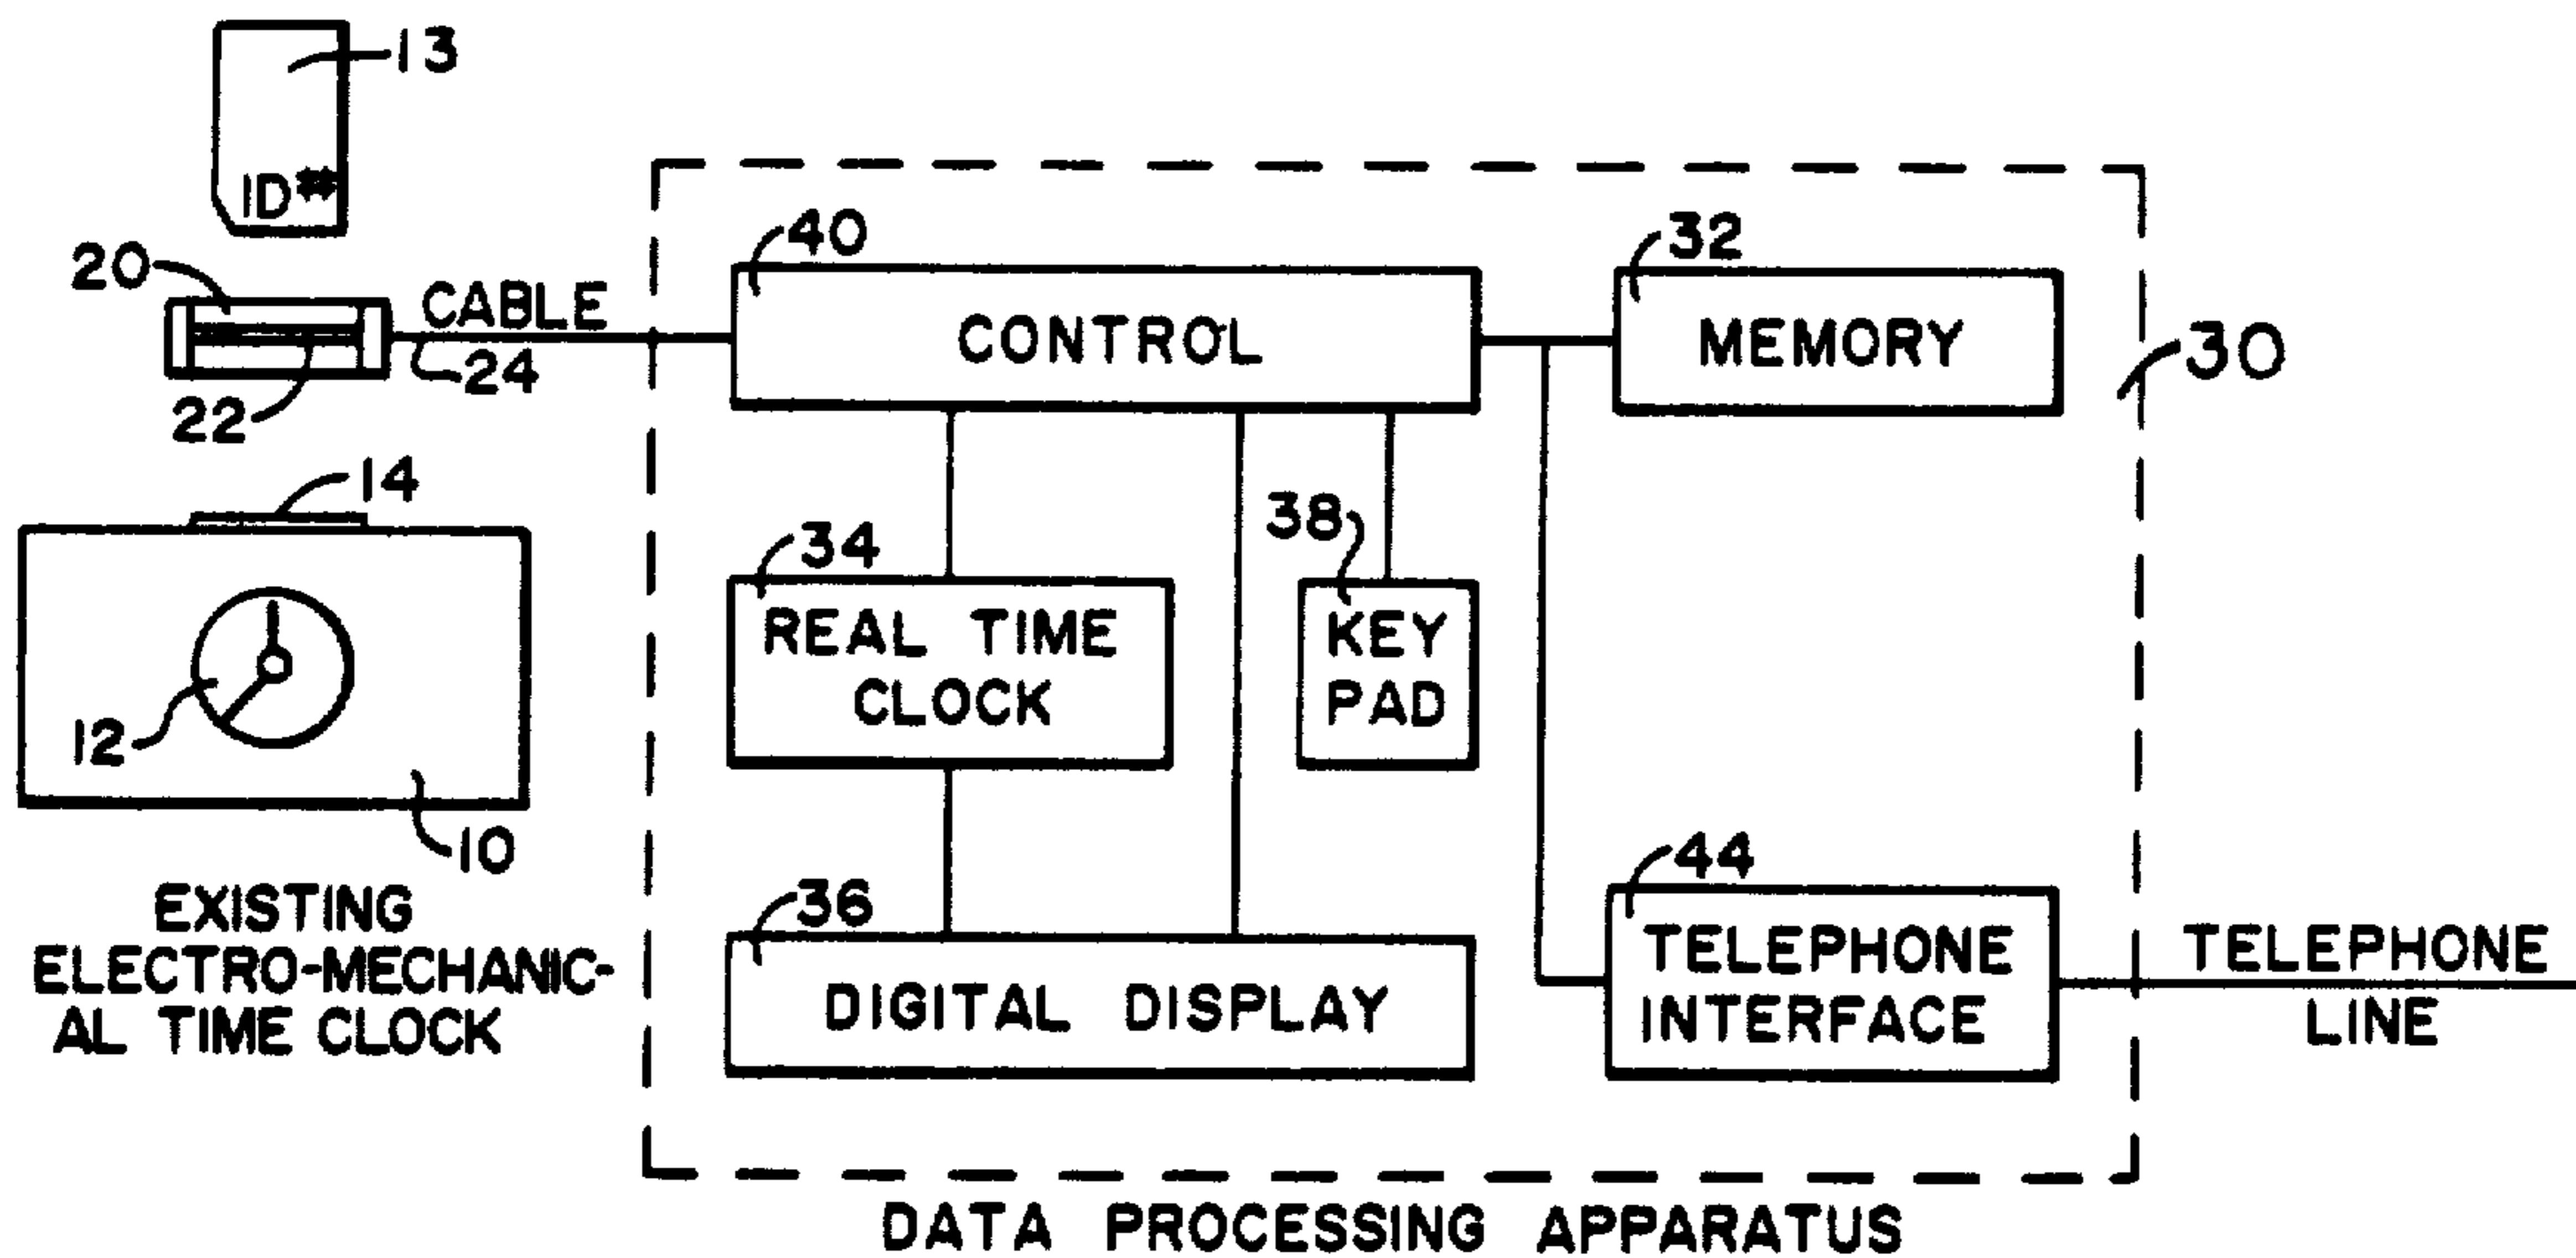 13
ID#
20
CABLE
24
22
14
12
10
EXISTING
ELECTRO-MECHANIC-
AL TIME CLOCK
40
CONTROL
32
MEMORY
30
34
REAL TIME
CLOCK
38
KEY
PAD
36
DIGITAL DISPLAY
44
TELEPHONE
INTERFACE
TELEPHONE
LINE
DATA PROCESSING APPARATUS